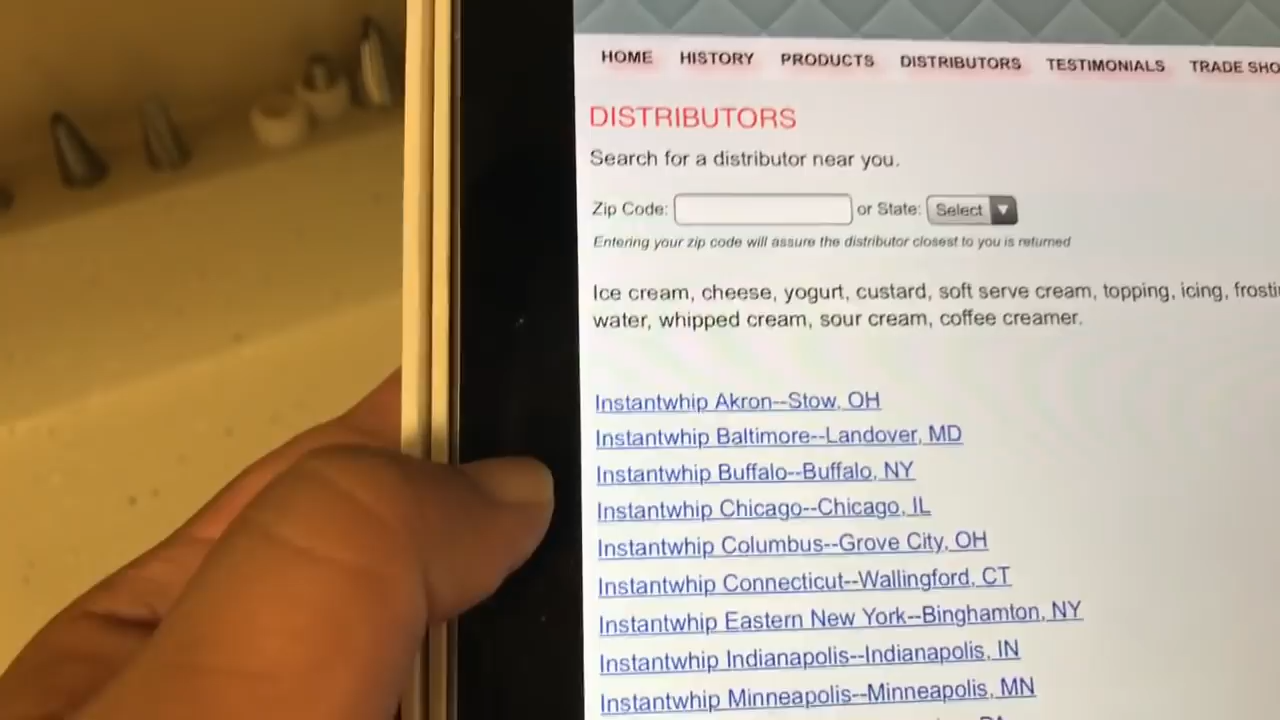 HOME HISTORY PRODUCTS DISTRIBUTORS TESTIMONIALS TRADE SHO
DISTRIBUTORS
Search for a distributor near you.
Zip Code: or State: Select
Entering your zip code will assure the distributor closest to you is returned
Ice cream, cheese, yogurt, custard, soft serve cream, topping, icing, frosti
water, whipped cream, sour cream, coffee creamer.
Instantwhip Akron--Stow, OH
Instantwhip Baltimore--Landover, MD
Instantwhip Buffalo--Buffalo, NY
Instantwhip Chicago--Chicago, IL
Instantwhip Columbus--Grove City, OH
Instantwhip Connecticut--Wallingford, CT
Instantwhip Eastern New York--Binghamton, NY
Instantwhip Indianapolis--Indianapolis, IN
Instantwhip Minneapolis--Minneapolis, MN